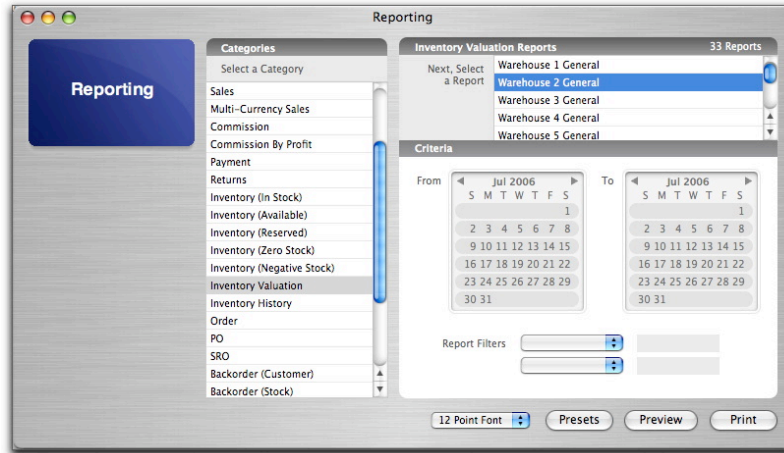 Reporting
Reporting
Categories
Select a Category
Sales
Multi-Currency Sales
Commission
Commission By Profit
Payment
Returns
Inventory (In Stock)
Inventory (Available)
Inventory (Reserved)
Inventory (Zero Stock)
Inventory (Negative Stock)
Inventory Valuation
Inventory History
Order
PO
SRO
Backorder (Customer)
Backorder (Stock)
Inventory Valuation Reports 33 Reports
Next, Select
a Report
Warehouse 1 General
Warehouse 2 General
Warehouse 3 General
Warehouse 4 General
Warehouse 5 General
Criteria
From
Jul 2006
S M T W T F S
1
2 3 4 5 6 7 8
9 10 11 12 13 14 15
16 17 18 19 20 21 22
23 24 25 26 27 28 29
30 31
To
Jul 2006
S M T W T F S
1
2 3 4 5 6 7 8
9 10 11 12 13 14 15
16 17 18 19 20 21 22
23 24 25 26 27 28 29
30 31
Report Filters
12 Point Font Presets Preview Print